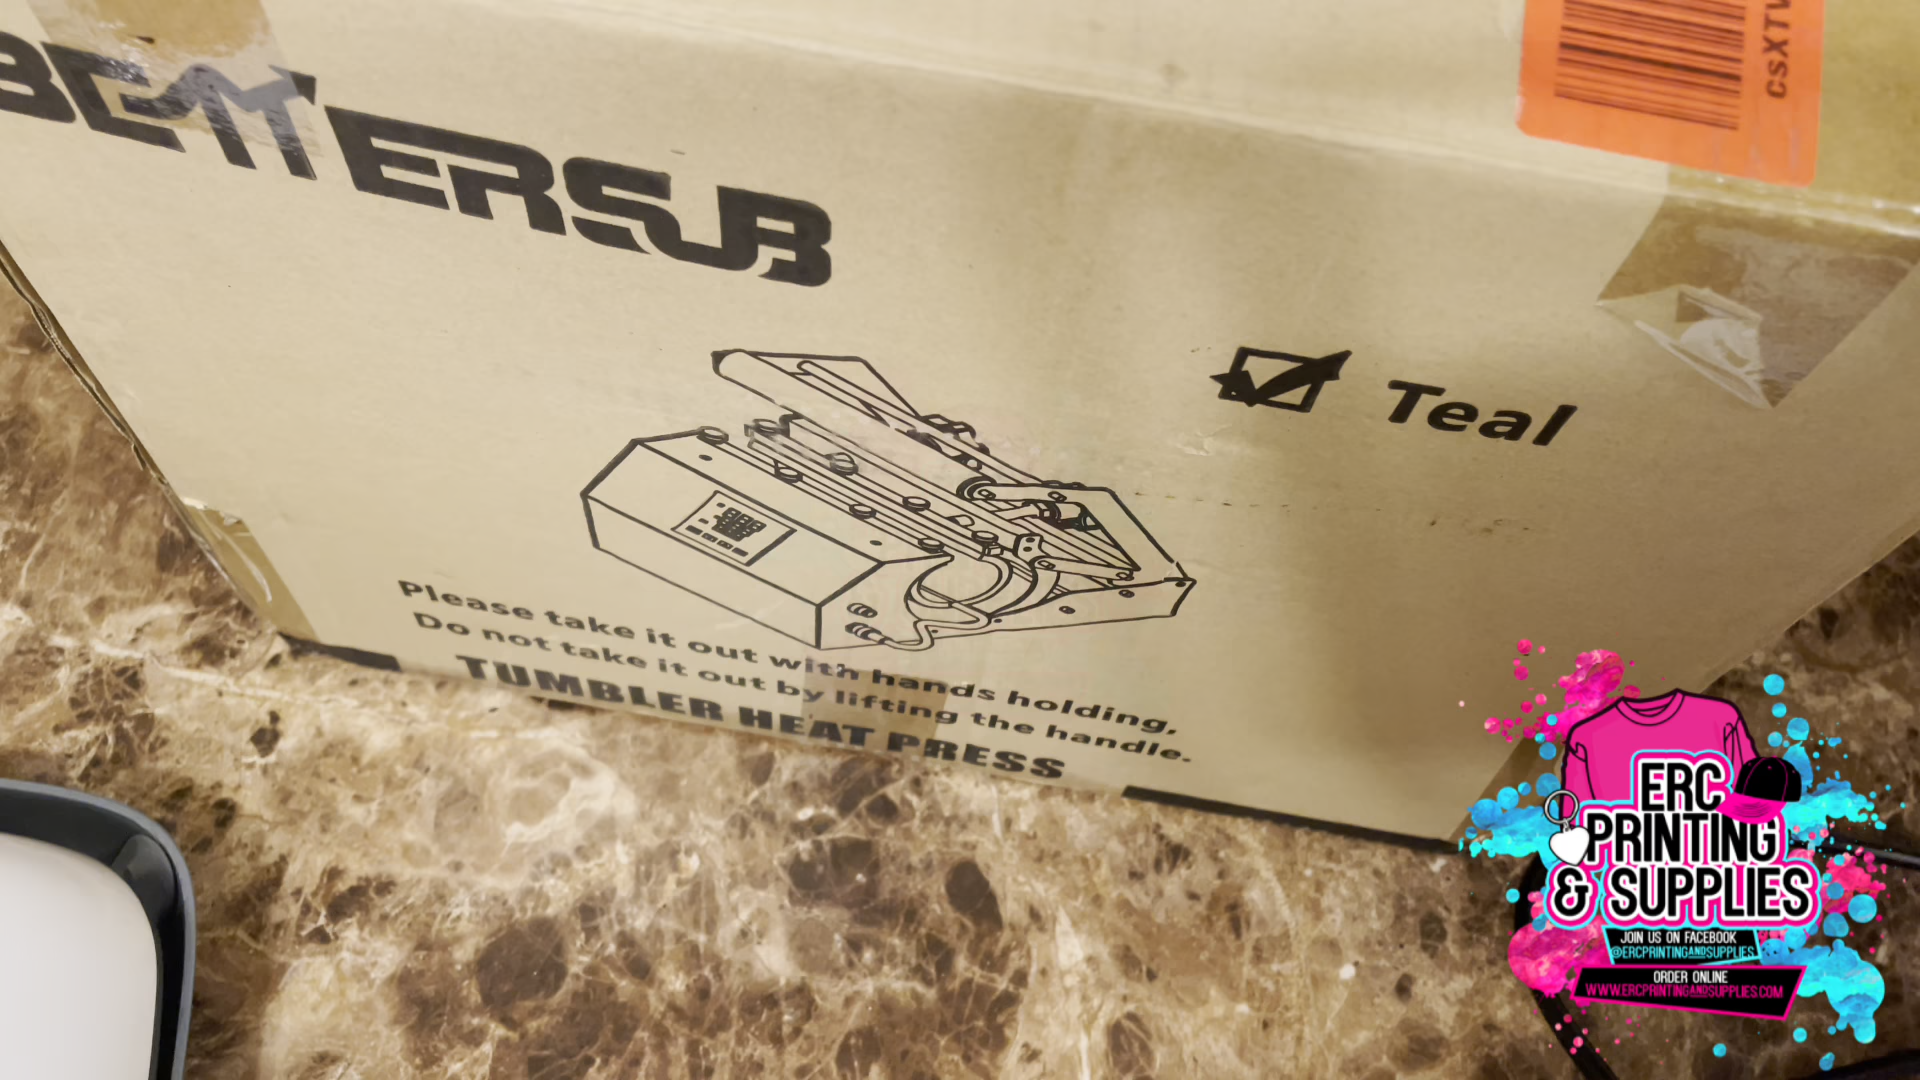 BETTERSUB
CSXTV
Teal
Please take it out with hands holding,
Do not take it out by lifting the handle.
TUMBLER HEAT PRESS
ERC
PRINTING
& SUPPLIES
JOIN US ON FACEBOOK
@ERCPRINTINGANDSUPPLIES
ORDER ONLINE
WWW.ERCPRINTINGANDSUPPLIES.COM